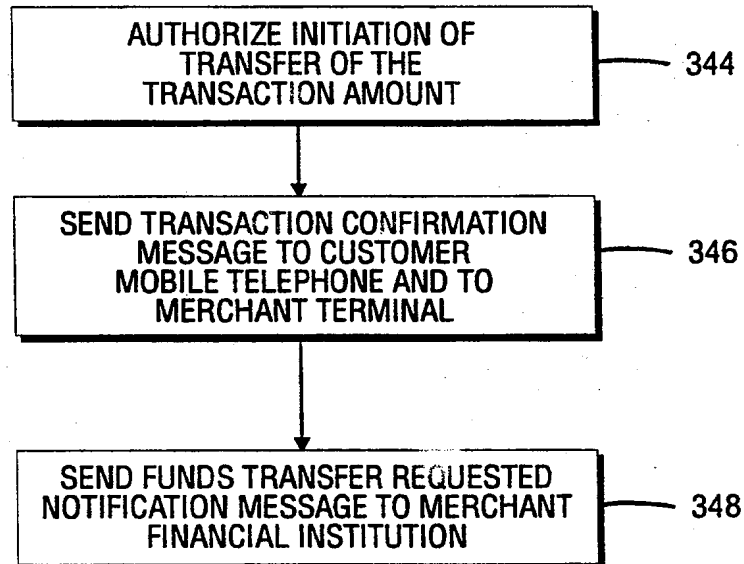 AUTHORIZE INITIATION OF
TRANSFER OF THE
TRANSACTION AMOUNT
344
SEND TRANSACTION CONFIRMATION
MESSAGE TO CUSTOMER
MOBILE TELEPHONE AND TO
MERCHANT TERMINAL
346
SEND FUNDS TRANSFER REQUESTED
NOTIFICATION MESSAGE TO MERCHANT
FINANCIAL INSTITUTION
348